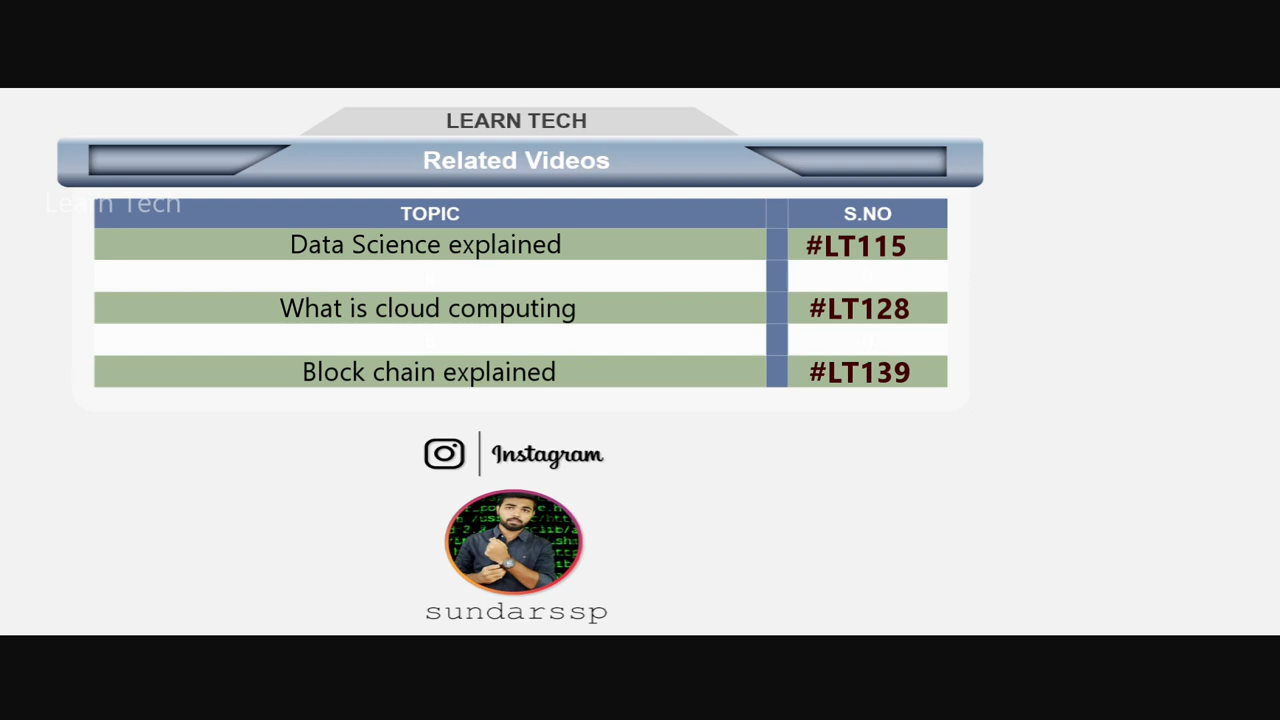 LEARN TECH
Related Videos
Learn Tech
TOPIC S.NO
Data Science explained #LT115
What is cloud computing #LT128
Block chain explained #LT139
Instagram
sundarssp